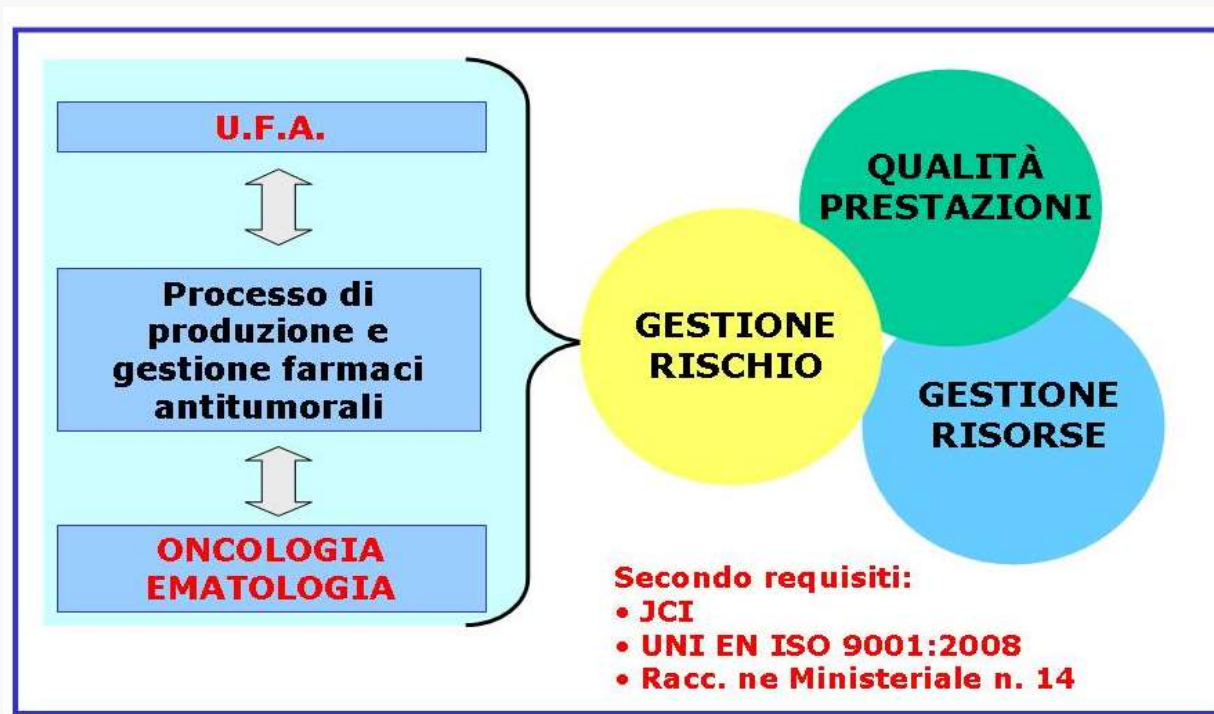 U.F.A.
Processo di
produzione e
gestione farmaci
antitumorali
ONCOLOGIA
EMATOLOGIA
QUALITÀ
PRESTAZIONI
GESTIONE
RISCHIO
GESTIONE
RISORSE
Secondo requisiti:
• JCI
• UNI EN ISO 9001:2008
• Racc. ne Ministeriale n. 14